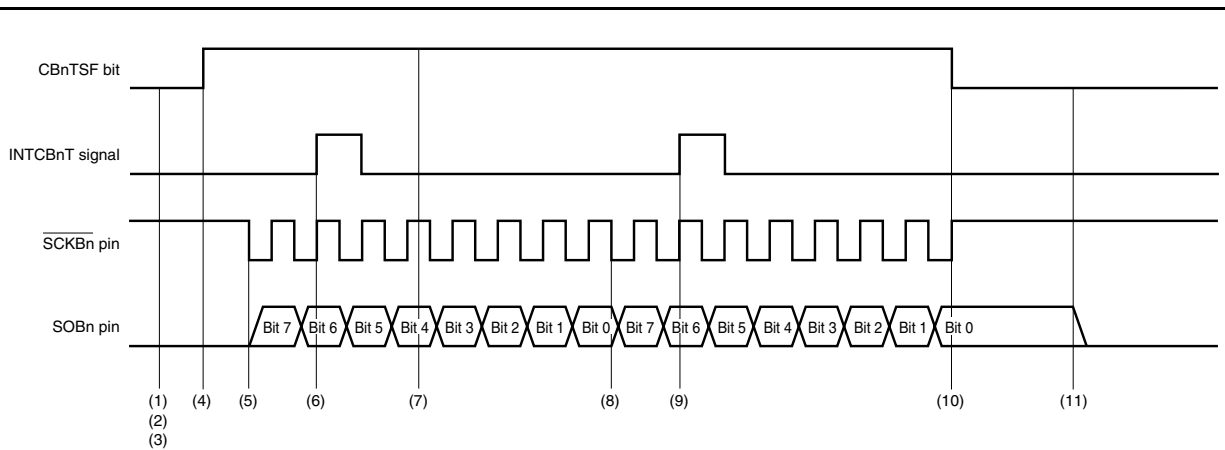 CBnTSF bit
INTCBnT signal
SCKBn pin
SOBn pin
Bit 7 Bit 6 Bit 5 Bit 4 Bit 3 Bit 2 Bit 1 Bit 0 Bit 7 Bit 6 Bit 5 Bit 4 Bit 3 Bit 2 Bit 1 Bit 0
(1) (4) (5) (6) (7) (8) (9) (10) (11)
(2)
(3)